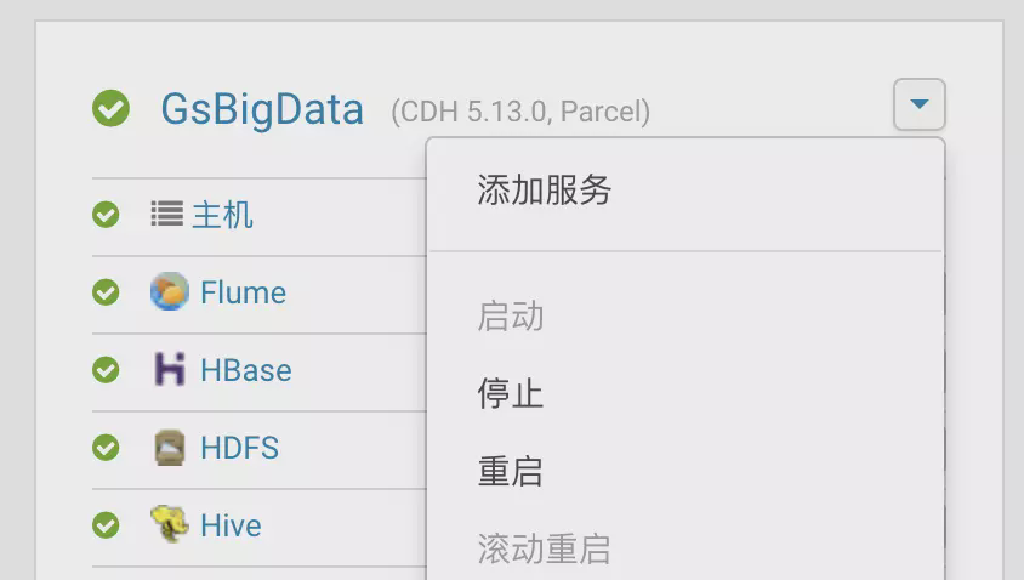 GsBigData (CDH 5.13.0, Parcel)
添加服务
主机
Flume
启动
HBase
停止
HDFS
重启
Hive
滚动重启